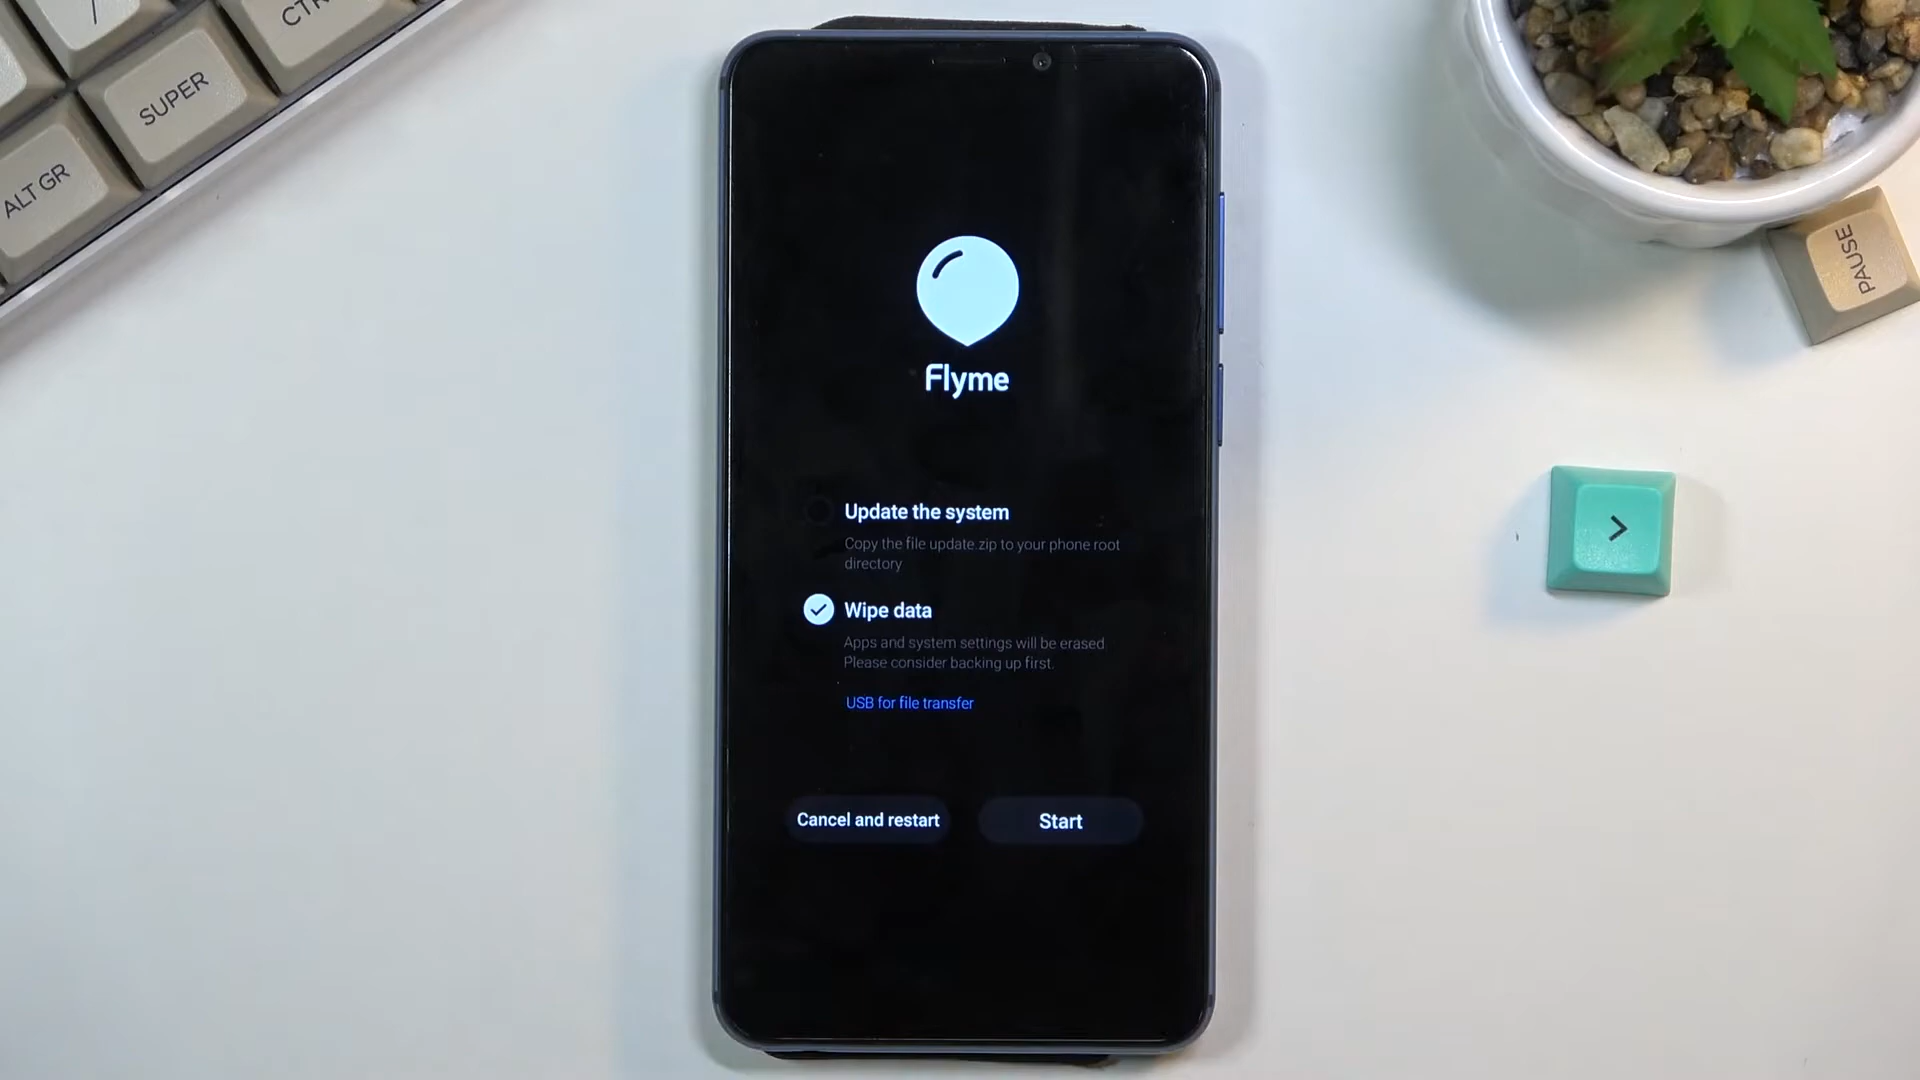 /
CTR
SUPER
ALT GR
PAUSE
>
Flyme
Update the system
Copy the file update.zip to your phone root
directory
Wipe data
Apps and system settings will be erased.
Please consider backing up first.
USB for file transfer
Cancel and restart
Start